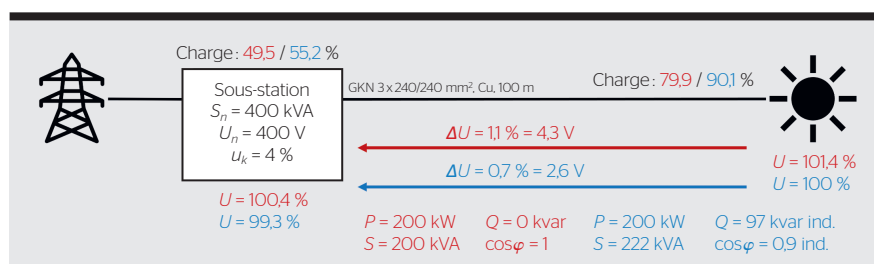 Charge : 49,5 / 55,2 %
Sous-station
Sn = 400 kVA
Un = 400 V
uk = 4 %
GKN 3 x 240/240 mm², Cu, 100 m
Charge : 79,9 / 90,1 %
ΔU = 1,1 % = 4,3 V
ΔU = 0,7 % = 2,6 V
U = 101,4 %
U = 100 %
U = 100,4 %
U = 99,3 %
P = 200 kW Q = 0 kvar P = 200 kW Q = 97 kvar ind.
S = 200 kVA cosφ = 1 S = 222 kVA cosφ = 0,9 ind.